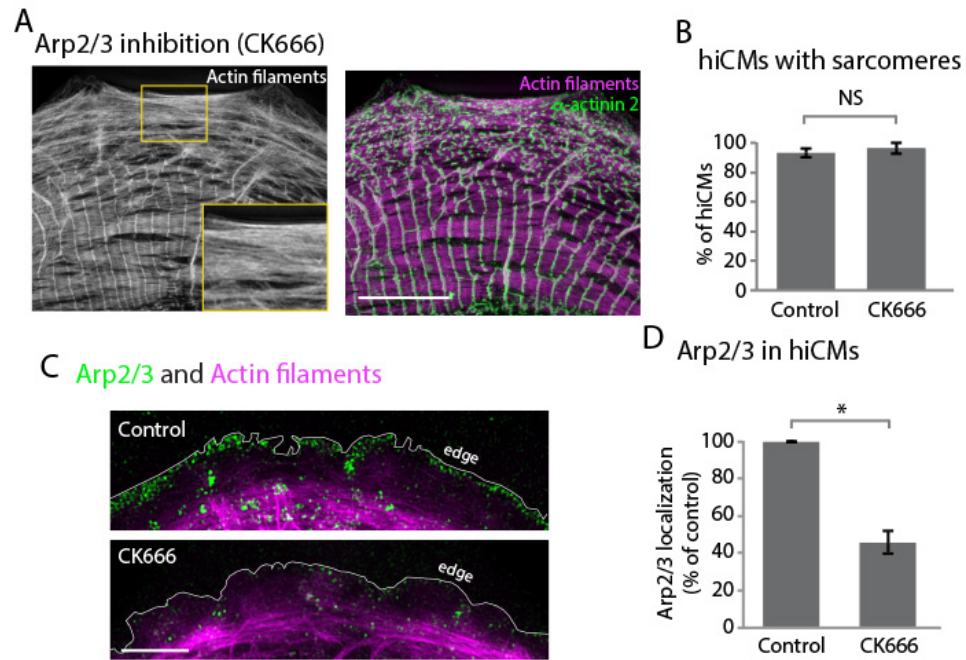 A
Arp2/3 inhibition (CK666)
Actin filaments
Actin filaments
α-actinin 2
B
hiCMs with sarcomeres
NS
% of hiCMs
100
80
60
40
20
0
Control
CK666
C
Arp2/3 and Actin filaments
Control
edge
CK666
edge
D
Arp2/3 in hiCMs
*
Arp2/3 localization
(% of control)
100
80
60
40
20
0
Control
CK666